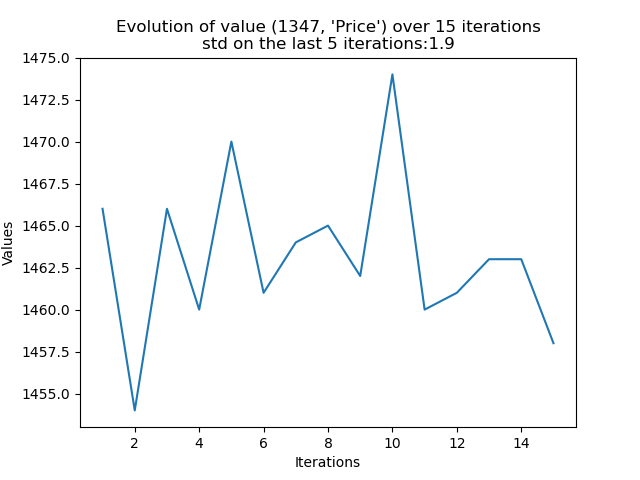 Evolution of value (1347, 'Price') over 15 iterations
std on the last 5 iterations:1.9
1475.0
1472.5
1470.0
1467.5
1465.0
1462.5
1460.0
1457.5
1455.0
Values
2 4 6 8 10 12 14
Iterations